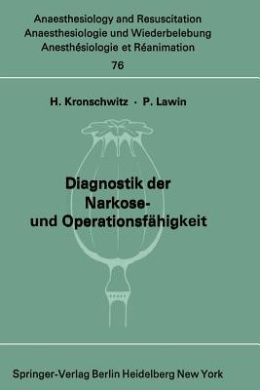 Anaesthesiology and Resuscitation
Anaesthesiologie und Wiederbelebung
Anesthésiologie et Réanimation
76
H. Kronschwitz · P. Lawin
Diagnostik der
Narkose-
und Operationsfähigkeit
Springer-Verlag Berlin Heidelberg New York